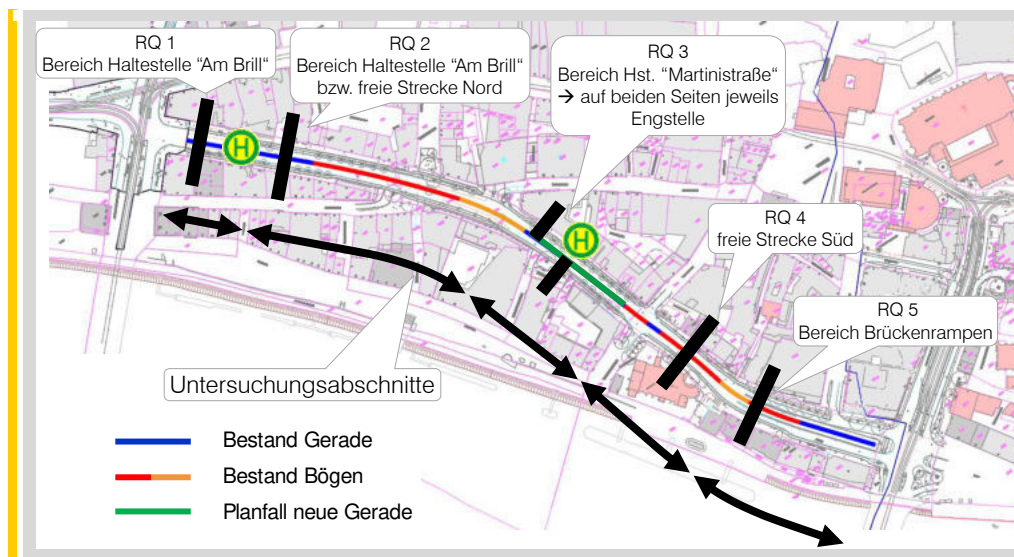 RQ 1
Bereich Haltestelle "Am Brill"
RQ 2
Bereich Haltestelle "Am Brill"
bzw. freie Strecke Nord
RQ 3
Bereich Hst. "Martinistraße"
→ auf beiden Seiten jeweils
Engstelle
H
H
RQ 4
freie Strecke Süd
RQ 5
Bereich Brückenrampen
Untersuchungsabschnitte
Bestand Gerade
Bestand Bögen
Planfall neue Gerade